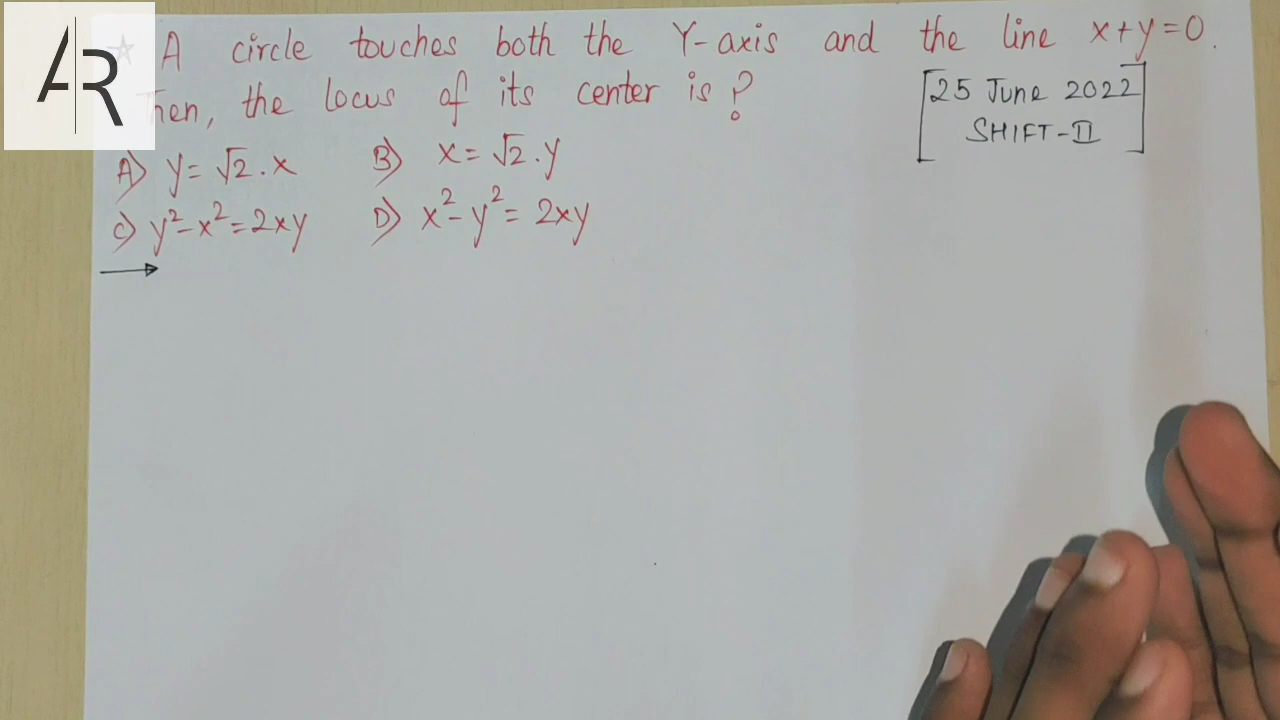 AR
A circle touches both the Y-axis and the line x+y=0.
hen, the locus of its center is ?
[25 June 2022
SHIFT-II]
A) y=√2.x B) x=√2.y
C) y²-x²=2xy D) x²-y²=2xy